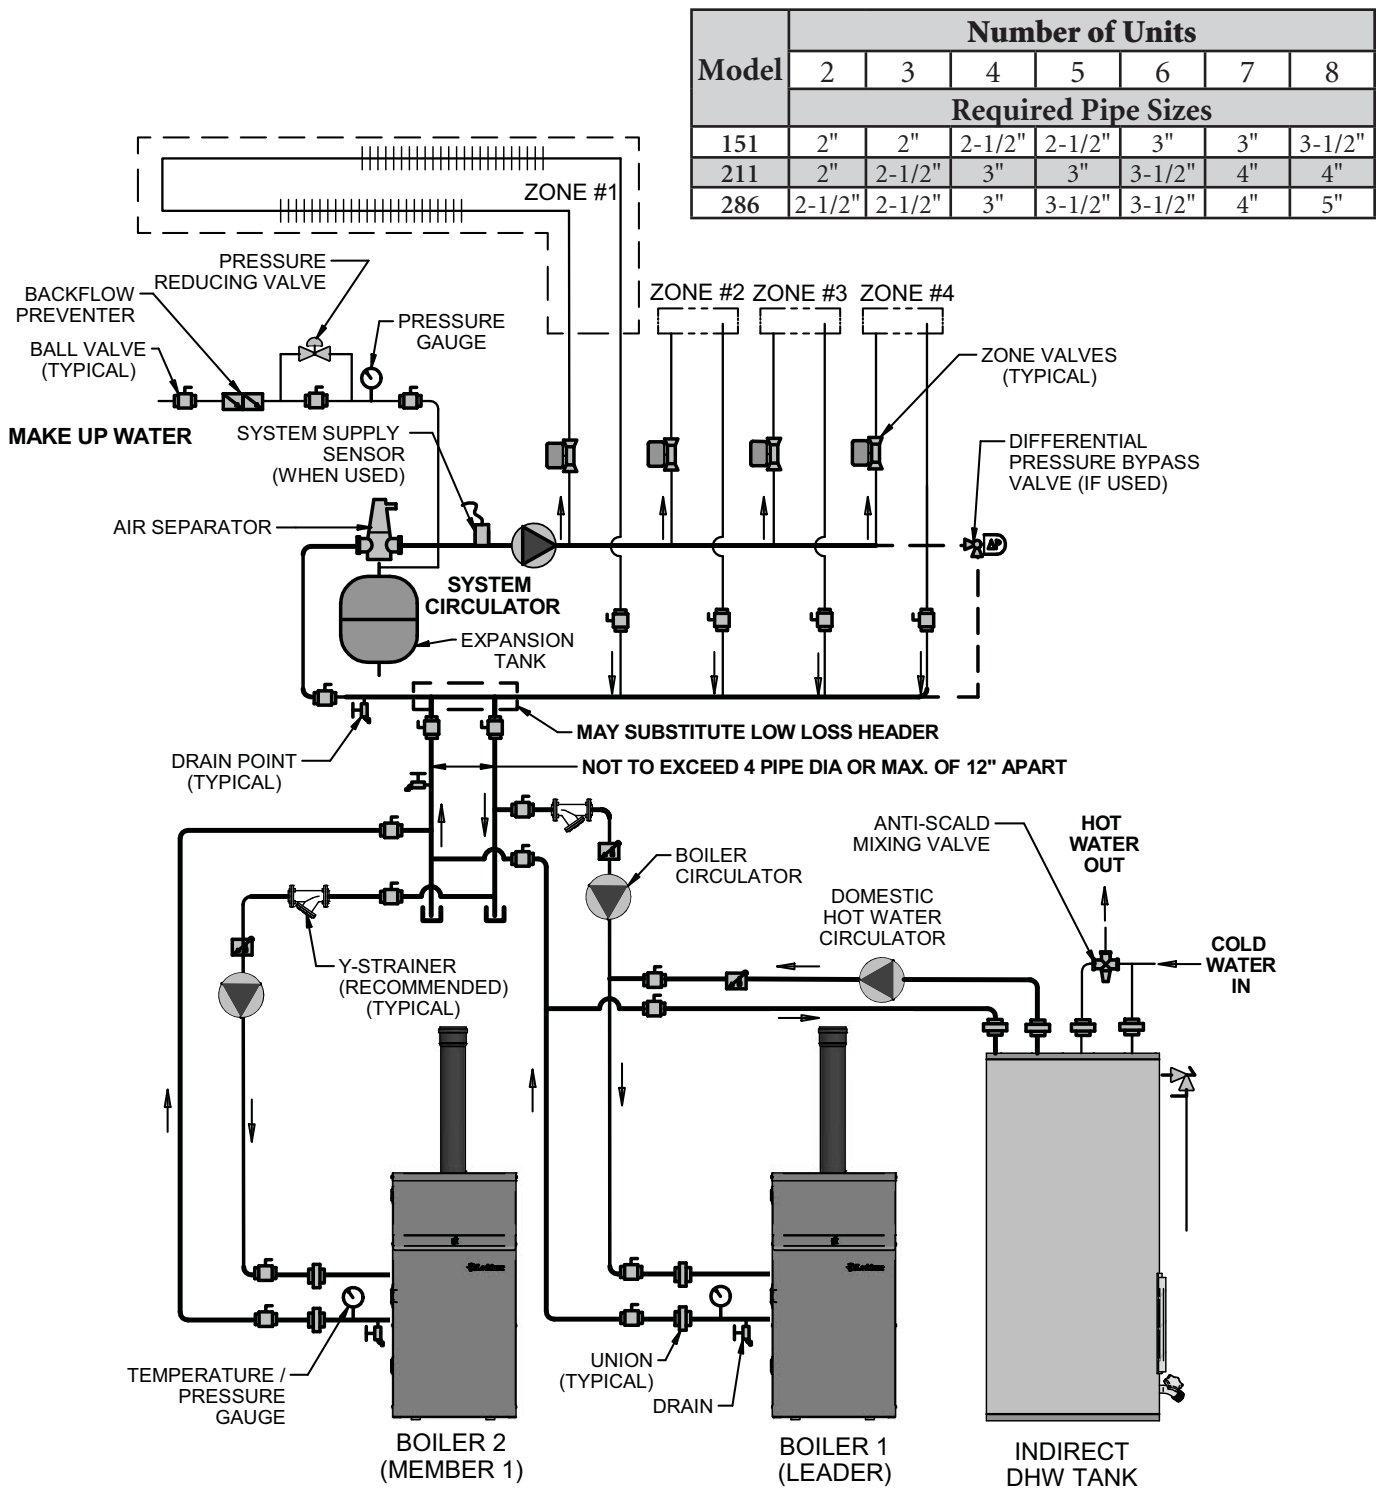 Number of Units
Model 2 3 4 5 6 7 8
Required Pipe Sizes
151 2" 2" 2-1/2" 2-1/2" 3" 3" 3-1/2"
211 2" 2-1/2" 3" 3" 3-1/2" 4" 4"
286 2-1/2" 2-1/2" 3" 3-1/2" 3-1/2" 4" 5"
ZONE #1
PRESSURE
REDUCING VALVE
BACKFLOW
PREVENTER
PRESSURE
GAUGE
BALL VALVE
(TYPICAL)
MAKE UP WATER
ZONE #2
ZONE #3
ZONE #4
ZONE VALVES
(TYPICAL)
SYSTEM SUPPLY
SENSOR
(WHEN USED)
DIFFERENTIAL
PRESSURE BYPASS
VALVE (IF USED)
AIR SEPARATOR
ΔP
SYSTEM
CIRCULATOR
EXPANSION
TANK
MAY SUBSTITUTE LOW LOSS HEADER
DRAIN POINT
(TYPICAL)
NOT TO EXCEED 4 PIPE DIA OR MAX. OF 12" APART
ANTI-SCALD
MIXING VALVE
HOT
WATER
OUT
BOILER
CIRCULATOR
DOMESTIC
HOT WATER
CIRCULATOR
COLD
WATER
IN
Y-STRAINER
(RECOMMENDED)
(TYPICAL)
TEMPERATURE /
PRESSURE
GAUGE
UNION
(TYPICAL)
DRAIN
BOILER 2
(MEMBER 1)
BOILER 1
(LEADER)
INDIRECT
DHW TANK